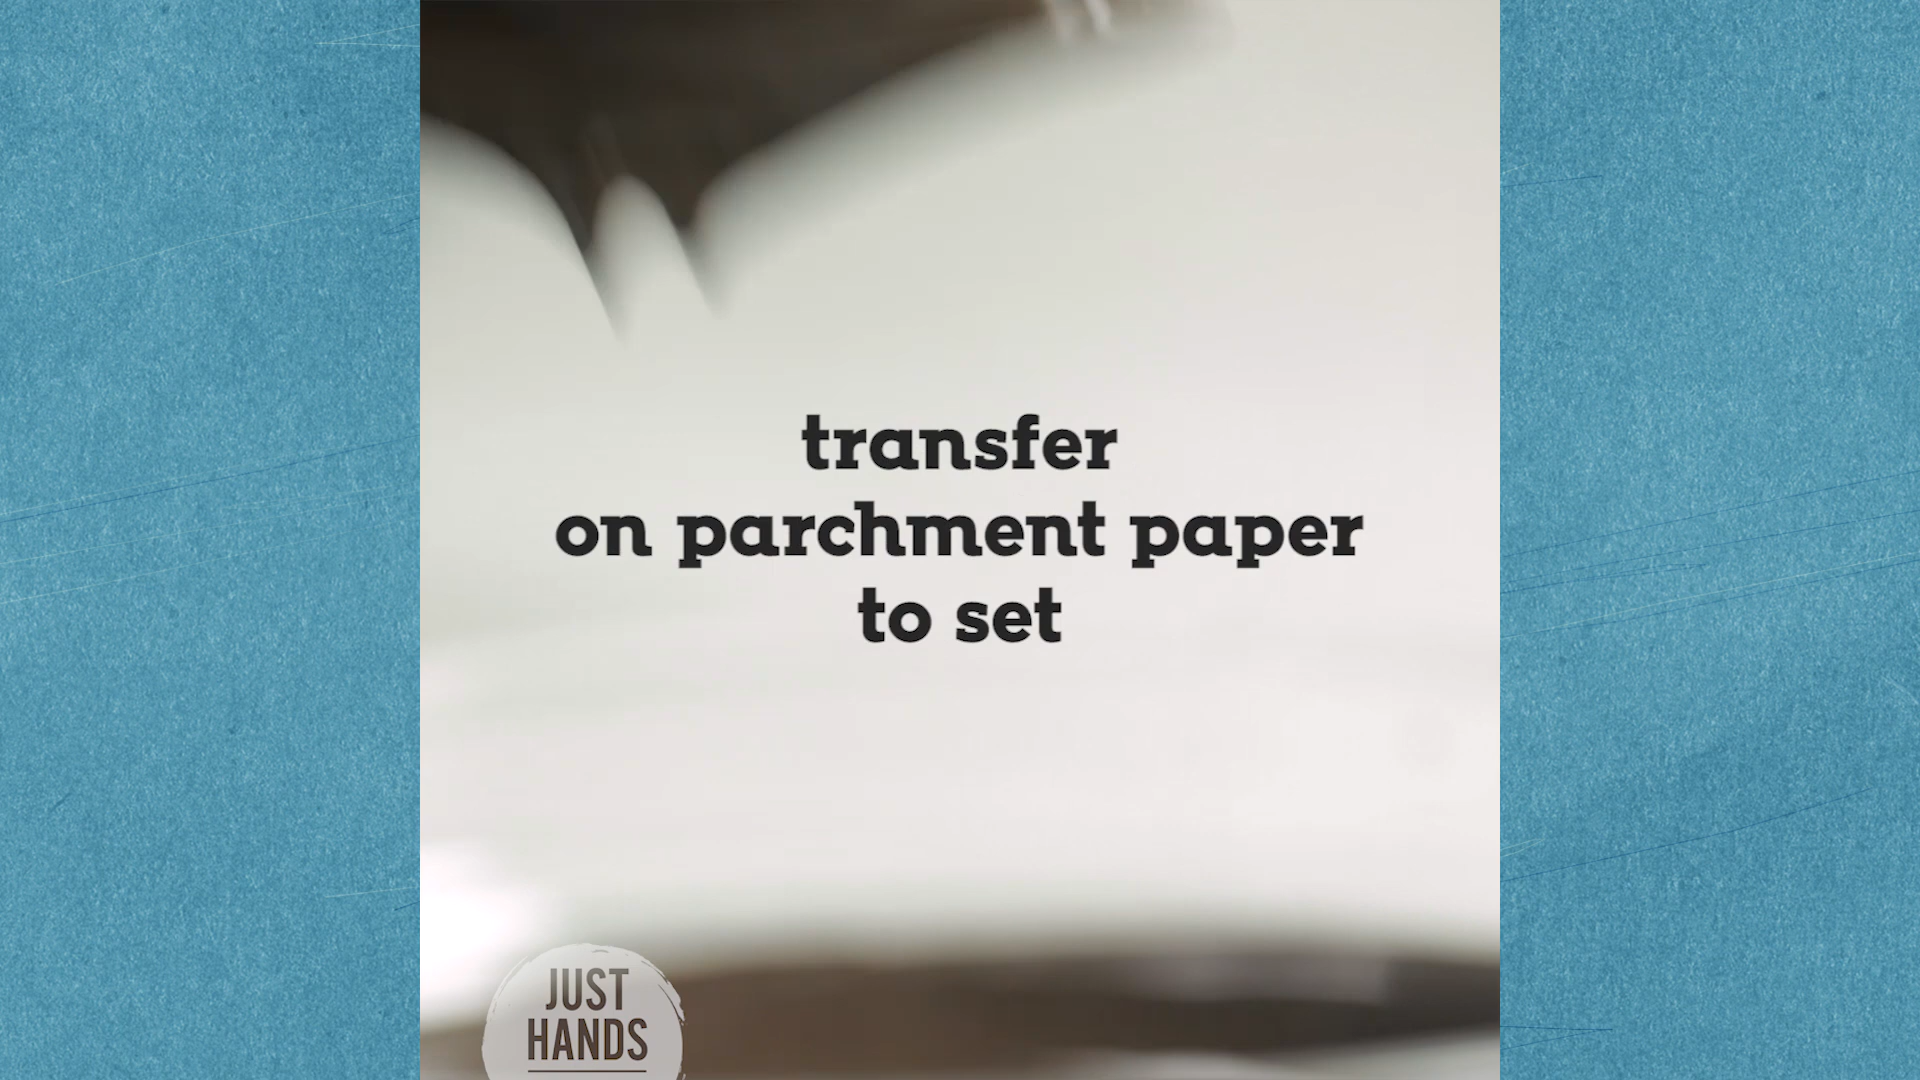 transfer
on parchment paper
to set
JUST
HANDS